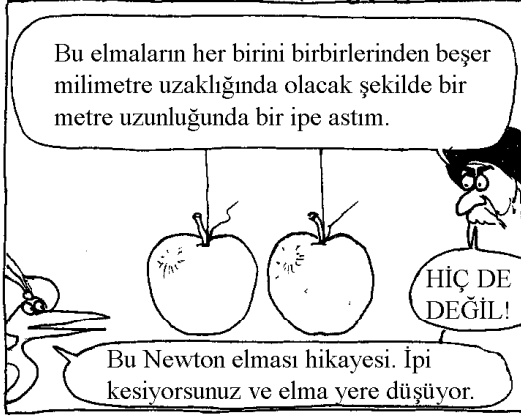 Bu elmaların her birini birbirlerinden beşer
milimetre uzaklığında olacak şekilde bir
metre uzunluğunda bir ipe astım.
HİÇ DE
DEĞİL!
Bu Newton elması hikayesi. İpi
kesiyorsunuz ve elma yere düşüyor.